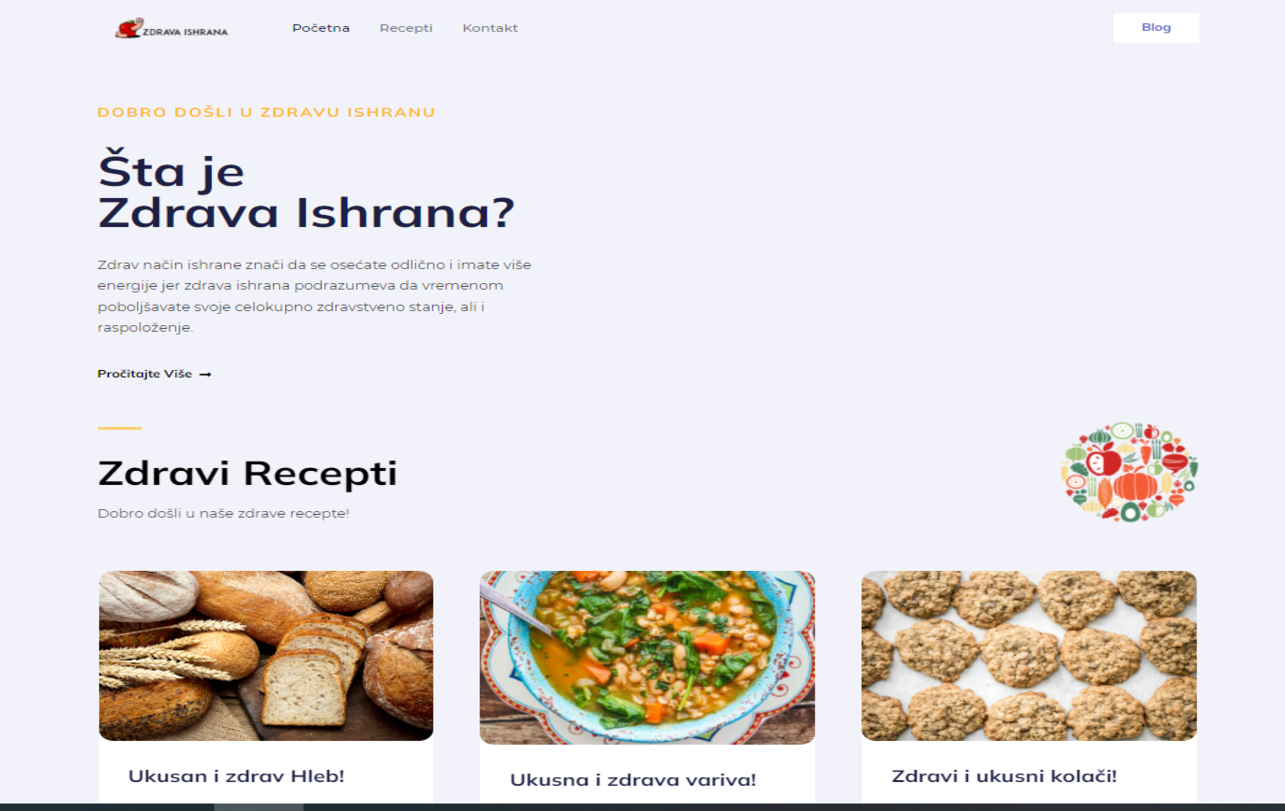 ZDRAVA ISHRANA
Početna
Recepti
Kontakt
Blog
DOBRO DOŠLI U ZDRAVU ISHRANU
Šta je
Zdrava Ishrana?
Zdrav način ishrane znači da se osećate odlično i imate više
energije jer zdrava ishrana podrazumeva da vremenom
poboljšavate svoje celokupno zdravstveno stanje, ali i
raspoloženje.
Pročitajte Više →
Zdravi Recepti
Dobro došli u naše zdrave recepte!
Ukusan i zdrav Hleb!
Ukusna i zdrava variva!
Zdravi i ukusni kolači!